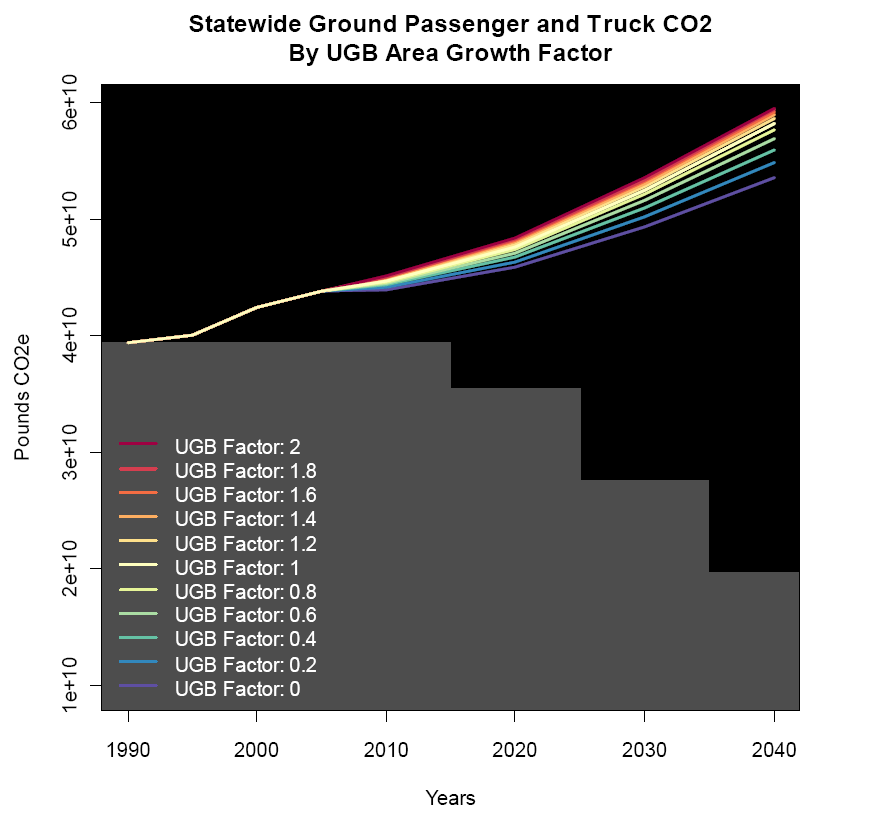 Statewide Ground Passenger and Truck CO2
By UGB Area Growth Factor
Pounds CO2e
6e+10
5e+10
4e+10
3e+10
2e+10
1e+10
UGB Factor: 2
UGB Factor: 1.8
UGB Factor: 1.6
UGB Factor: 1.4
UGB Factor: 1.2
UGB Factor: 1
UGB Factor: 0.8
UGB Factor: 0.6
UGB Factor: 0.4
UGB Factor: 0.2
UGB Factor: 0
1990 2000 2010 2020 2030 2040
Years